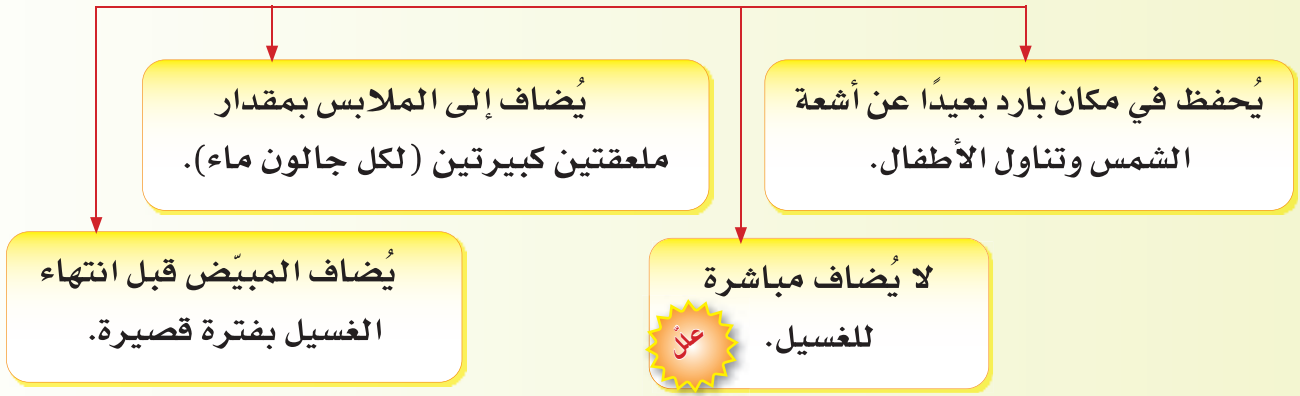 يُحفظ في مكان بارد بعيدًا عن أشعة
الشمس وتناول الأطفال.
يُضاف إلى الملابس بمقدار
ملعقتين كبيرتين (لكل جالون ماء).
لا يُضاف مباشرة
للغسيل.
علّل
يُضاف المبيّض قبل انتهاء
الغسيل بفترة قصيرة.